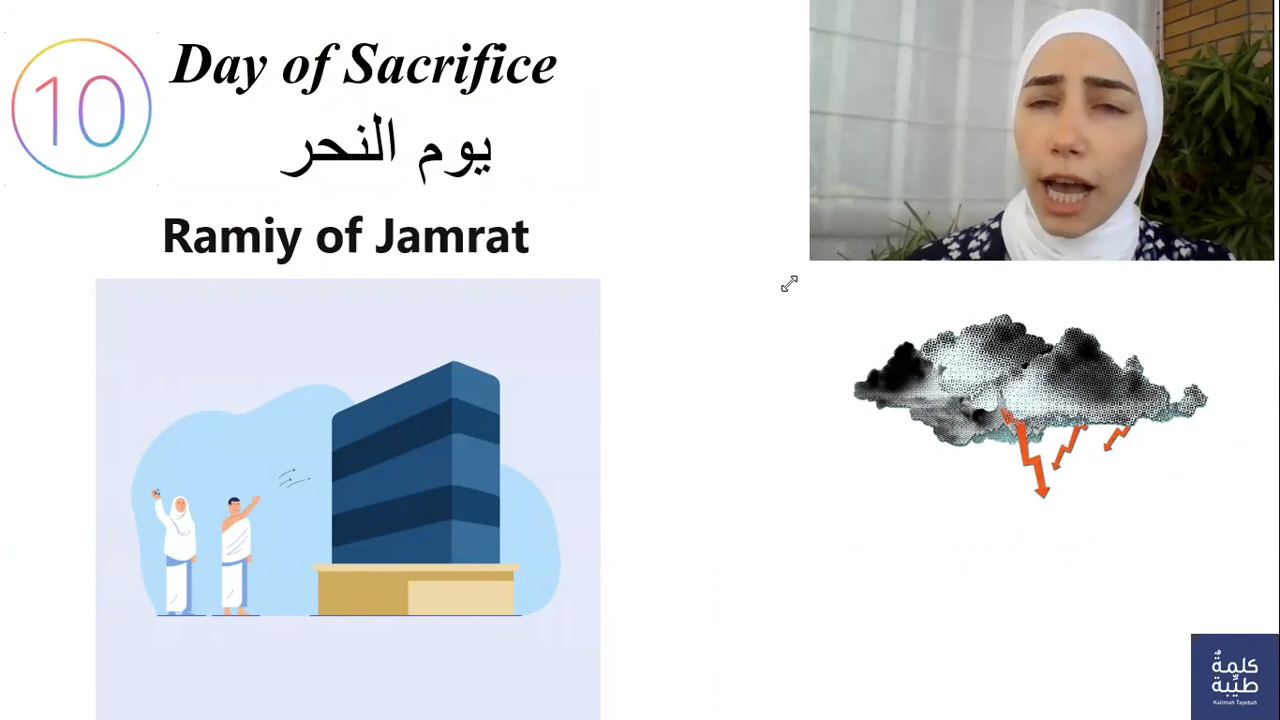 10
Day of Sacrifice
يوم النحر
Ramiy of Jamrat
كلمةٌ
طيِّبة
Kalimah Tayebah